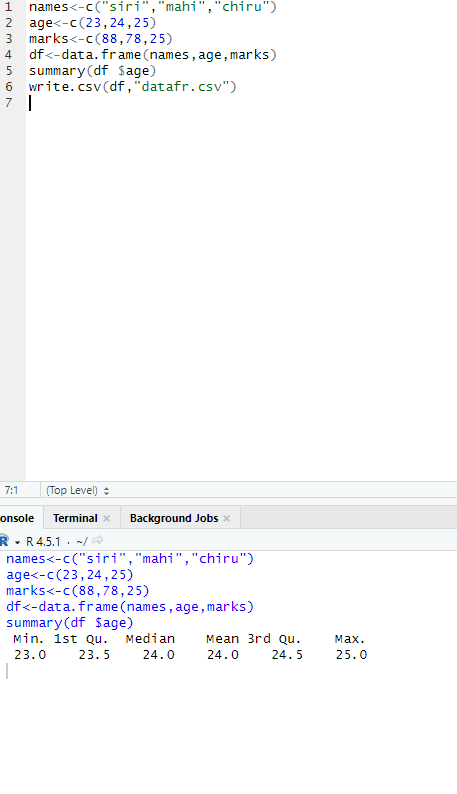 1 names<-c("siri","mahi","chiru")
2 age<-c(23,24,25)
3 marks<-c(88,78,25)
4 df<-data.frame(names,age,marks)
5 summary(df $age)
6 write.csv(df,"datafr.csv")
7
7:1 (Top Level)
onsole Terminal × Background Jobs ×
R R 4.5.1 · ~/
names<-c("siri","mahi","chiru")
age<-c(23,24,25)
marks<-c(88,78,25)
df<-data.frame(names,age,marks)
summary(df $age)
Min. 1st Qu. Median Mean 3rd Qu. Max.
23.0 23.5 24.0 24.0 24.5 25.0